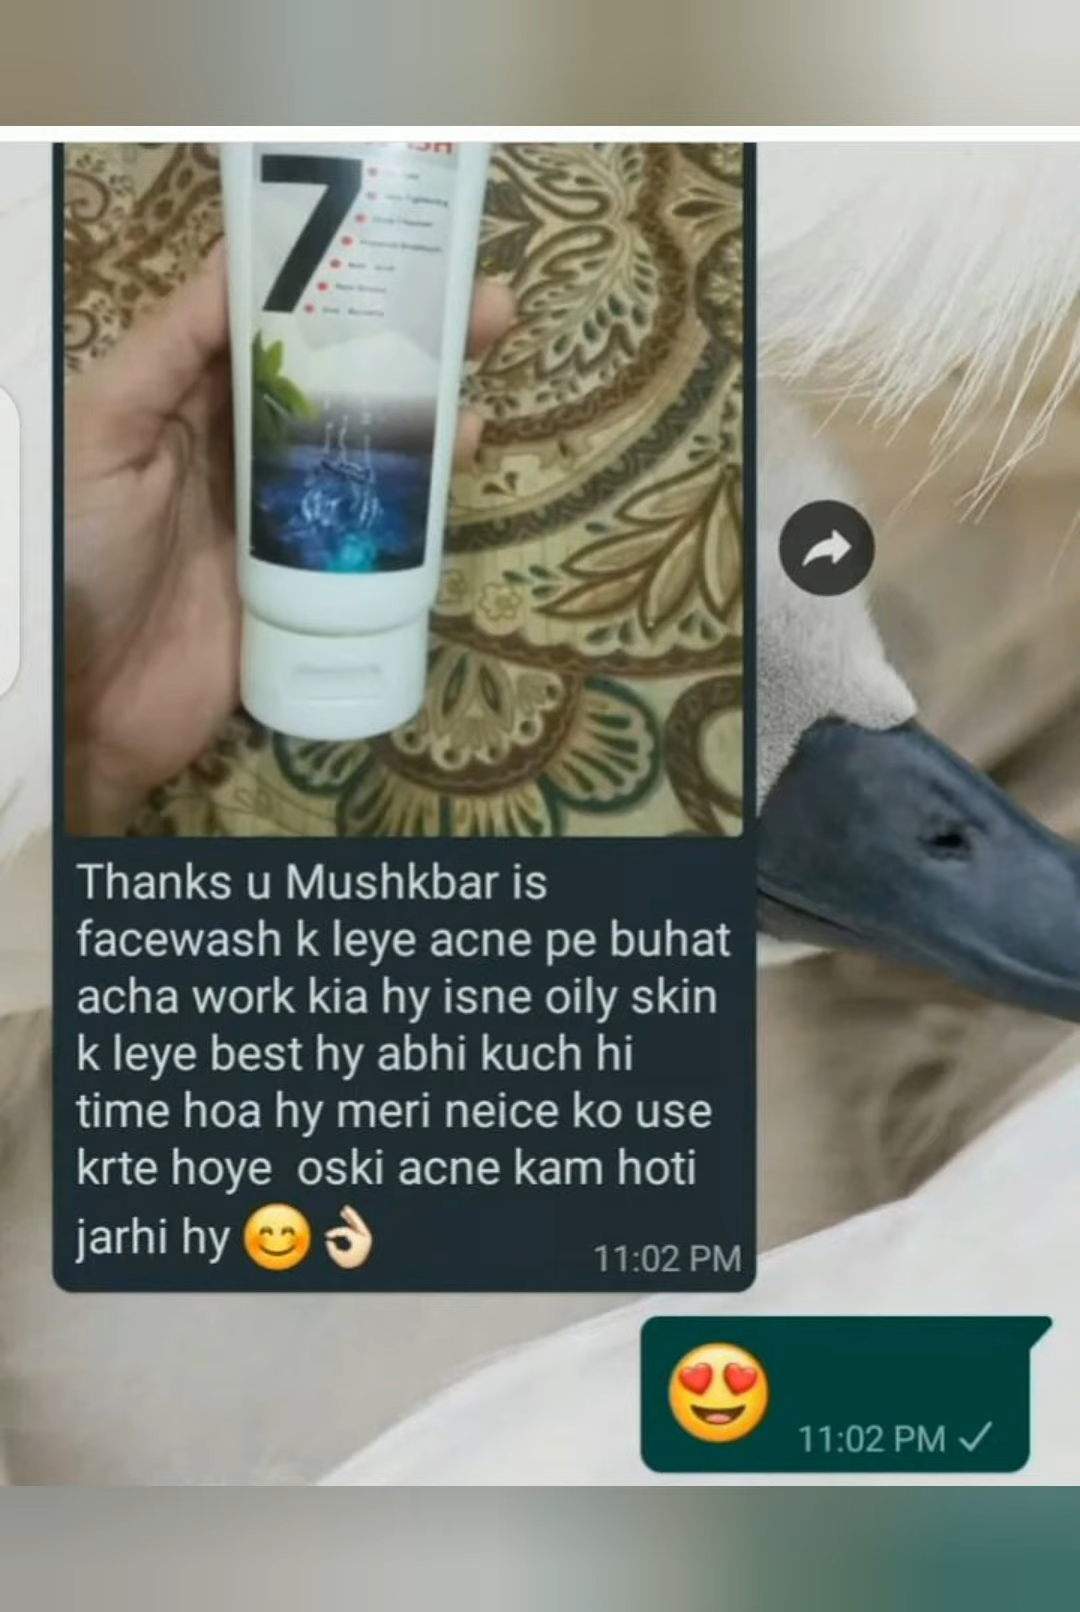 7
Thanks u Mushkbar is
facewash k leye acne pe buhat
acha work kia hy isne oily skin
k leye best hy abhi kuch hi
time hoa hy meri neice ko use
krte hoye  oski acne kam hoti
jarhi hy 😊👌🏻
11:02 PM
😍
11:02 PM